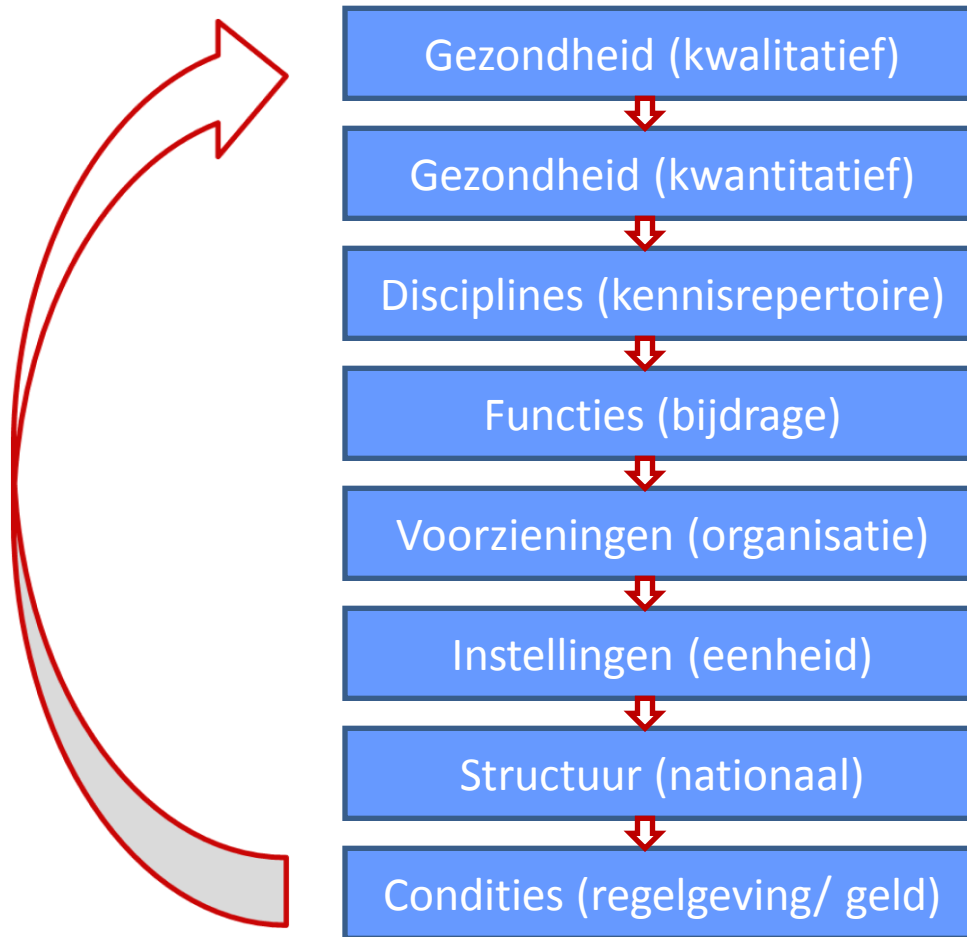 Gezondheid (kwalitatief)
Gezondheid (kwantitatief)
Disciplines (kennisrepertoire)
Functies (bijdrage)
Voorzieningen (organisatie)
Instellingen (eenheid)
Structuur (nationaal)
Condities (regelgeving/ geld)